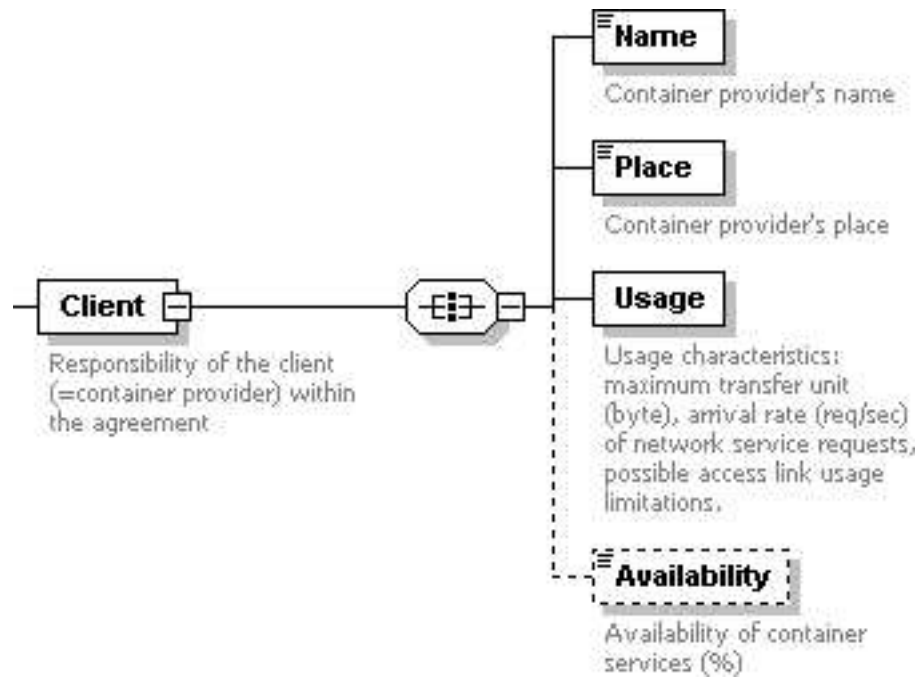 Name
Container provider's name
Place
Container provider's place
Client
Responsibility of the client
(=container provider) within
the agreement
Usage
Usage characteristics:
maximum transfer unit
(byte), arrival rate (req/sec)
of network service requests,
possible access link usage
limitations.
Availability
Availability of container
services (%)